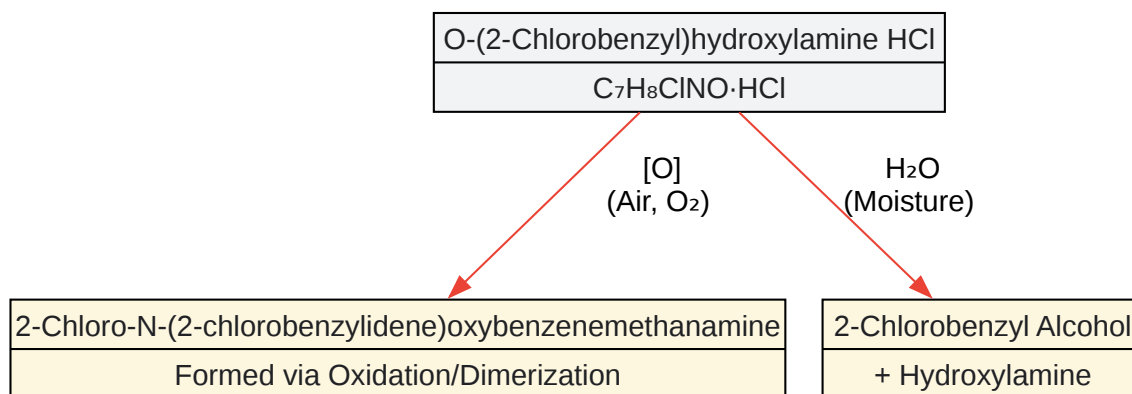 O-(2-Chlorobenzyl)hydroxylamine HCl
C₇H₈ClNO·HCl
[O]
(Air, O₂)
H₂O
(Moisture)
2-Chloro-N-(2-chlorobenzylidene)oxybenzenemethanamine
Formed via Oxidation/Dimerization
2-Chlorobenzyl Alcohol
+ Hydroxylamine